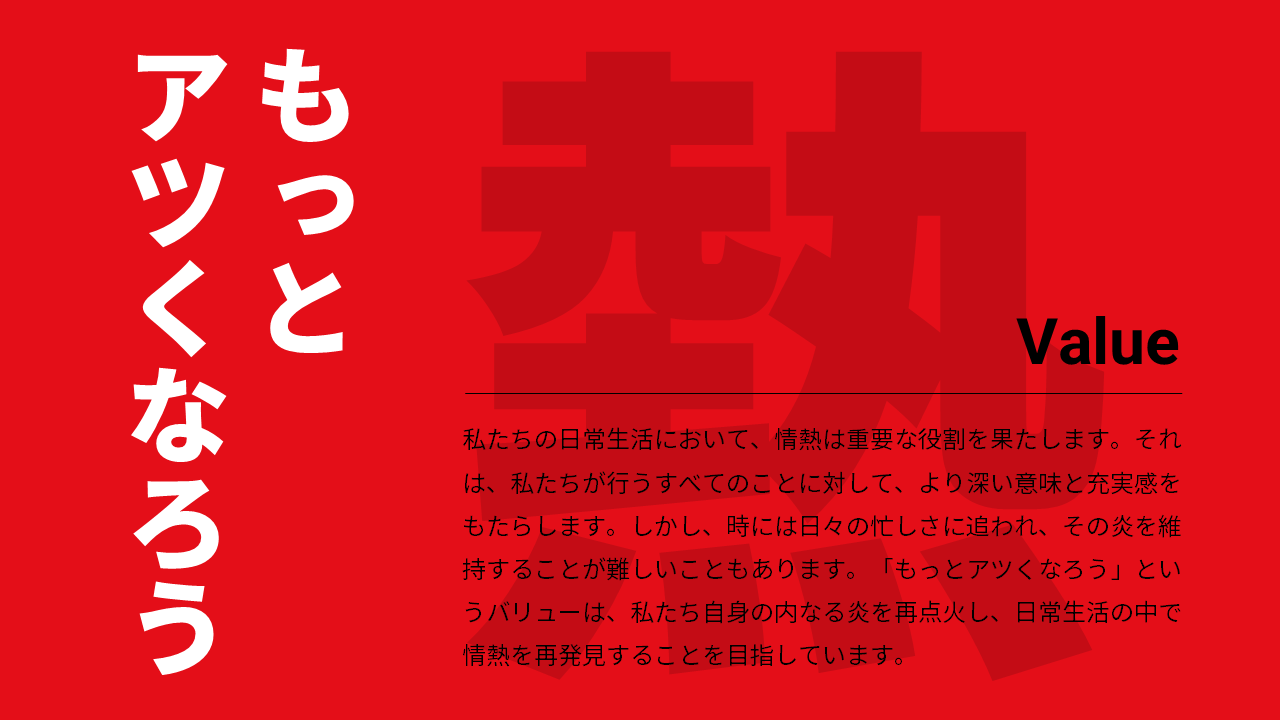 もっと
アツくなろう
熱
Value
私たちの日常生活において、情熱は重要な役割を果たします。それ
は、私たちが行うすべてのことに対して、より深い意味と充実感を
もたらします。しかし、時には日々の忙しさに追われ、その炎を維
持することが難しいこともあります。「もっとアツくなろう」とい
うバリューは、私たち自身の内なる炎を再点火し、日常生活の中で
情熱を再発見することを目指しています。